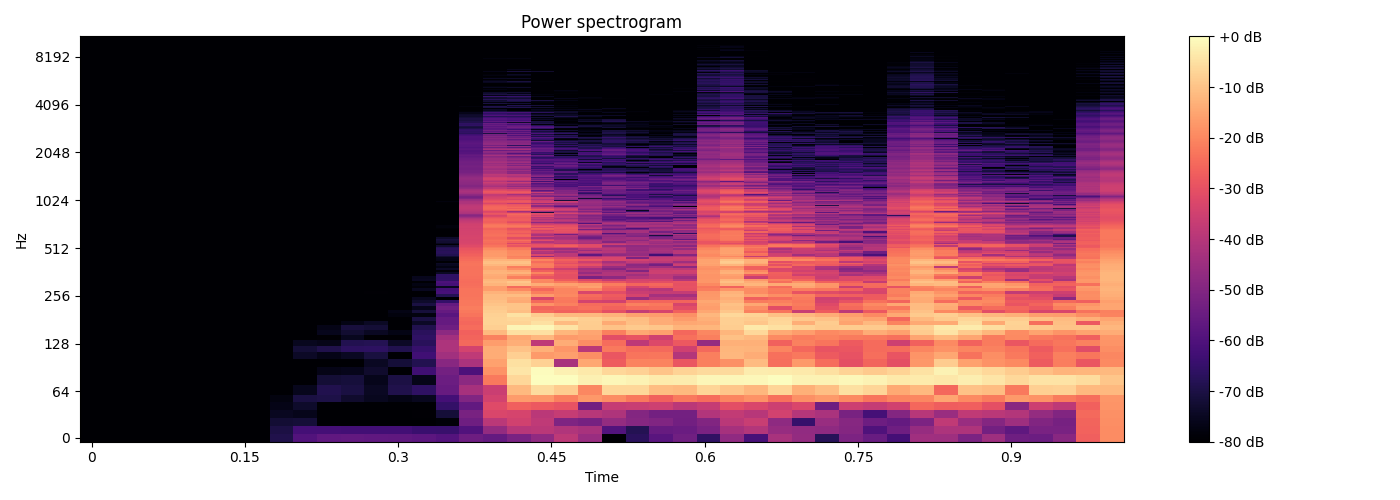 Power spectrogram
8192
4096
2048
1024
512
256
128
64
0
Hz
0 0.15 0.3 0.45 0.6 0.75 0.9
Time
+0 dB
-10 dB
-20 dB
-30 dB
-40 dB
-50 dB
-60 dB
-70 dB
-80 dB